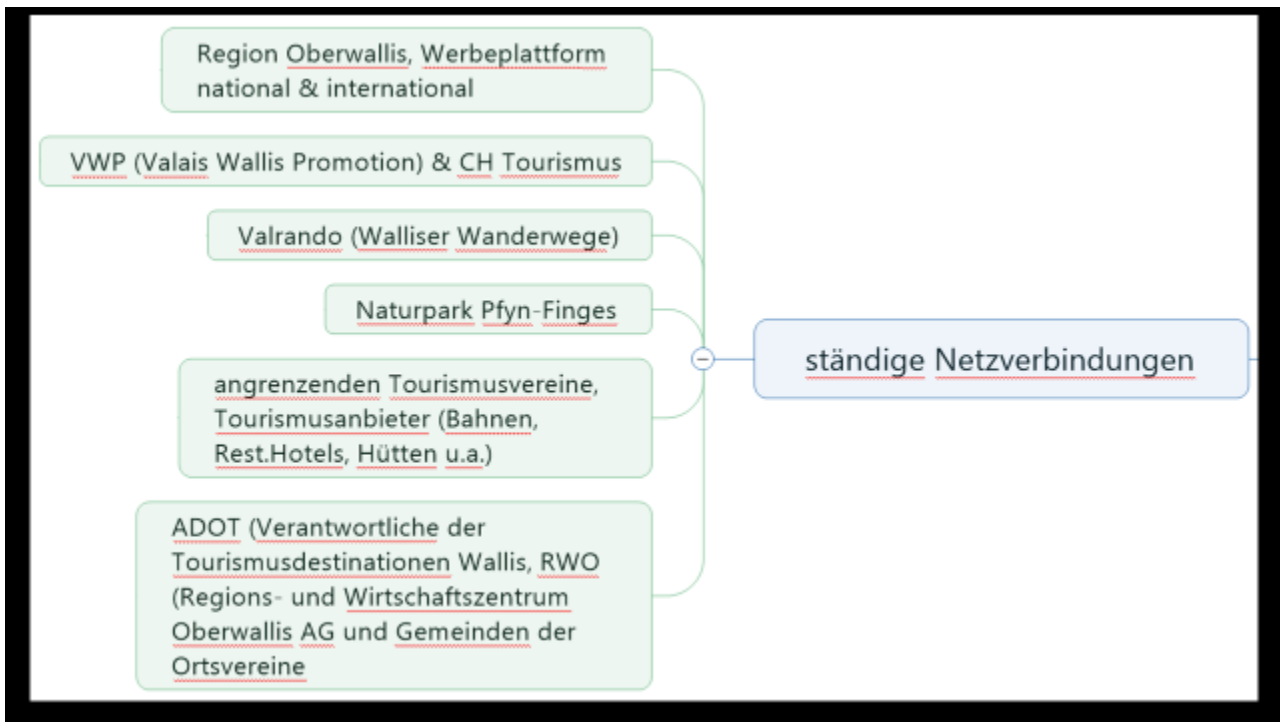 Region Oberwallis, Werbeplattform
national & international
VWP (Valais Wallis Promotion) & CH Tourismus
Valrando (Walliser Wanderwege)
Naturpark Pfyn-Finges
angrenzenden Tourismusvereine,
Tourismusanbieter (Bahnen,
Rest.Hotels, Hütten u.a.)
ADOT (Verantwortliche der
Tourismusdestinationen Wallis, RWO
(Regions- und Wirtschaftszentrum
Oberwallis AG und Gemeinden der
Ortsvereine
ständige Netzverbindungen